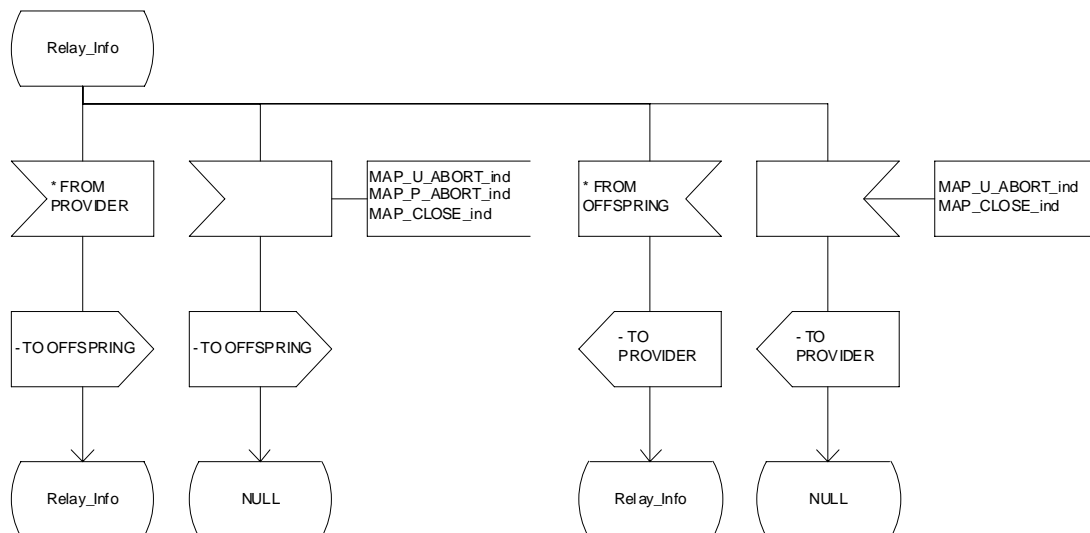 Relay_Info
* FROM
PROVIDER
MAP_U_ABORT_ind
MAP_P_ABORT_ind
MAP_CLOSE_ind
* FROM
OFFSPRING
MAP_U_ABORT_ind
MAP_CLOSE_ind
- TO OFFSPRING
- TO OFFSPRING
- TO
PROVIDER
- TO
PROVIDER
Relay_Info
NULL
Relay_Info
NULL